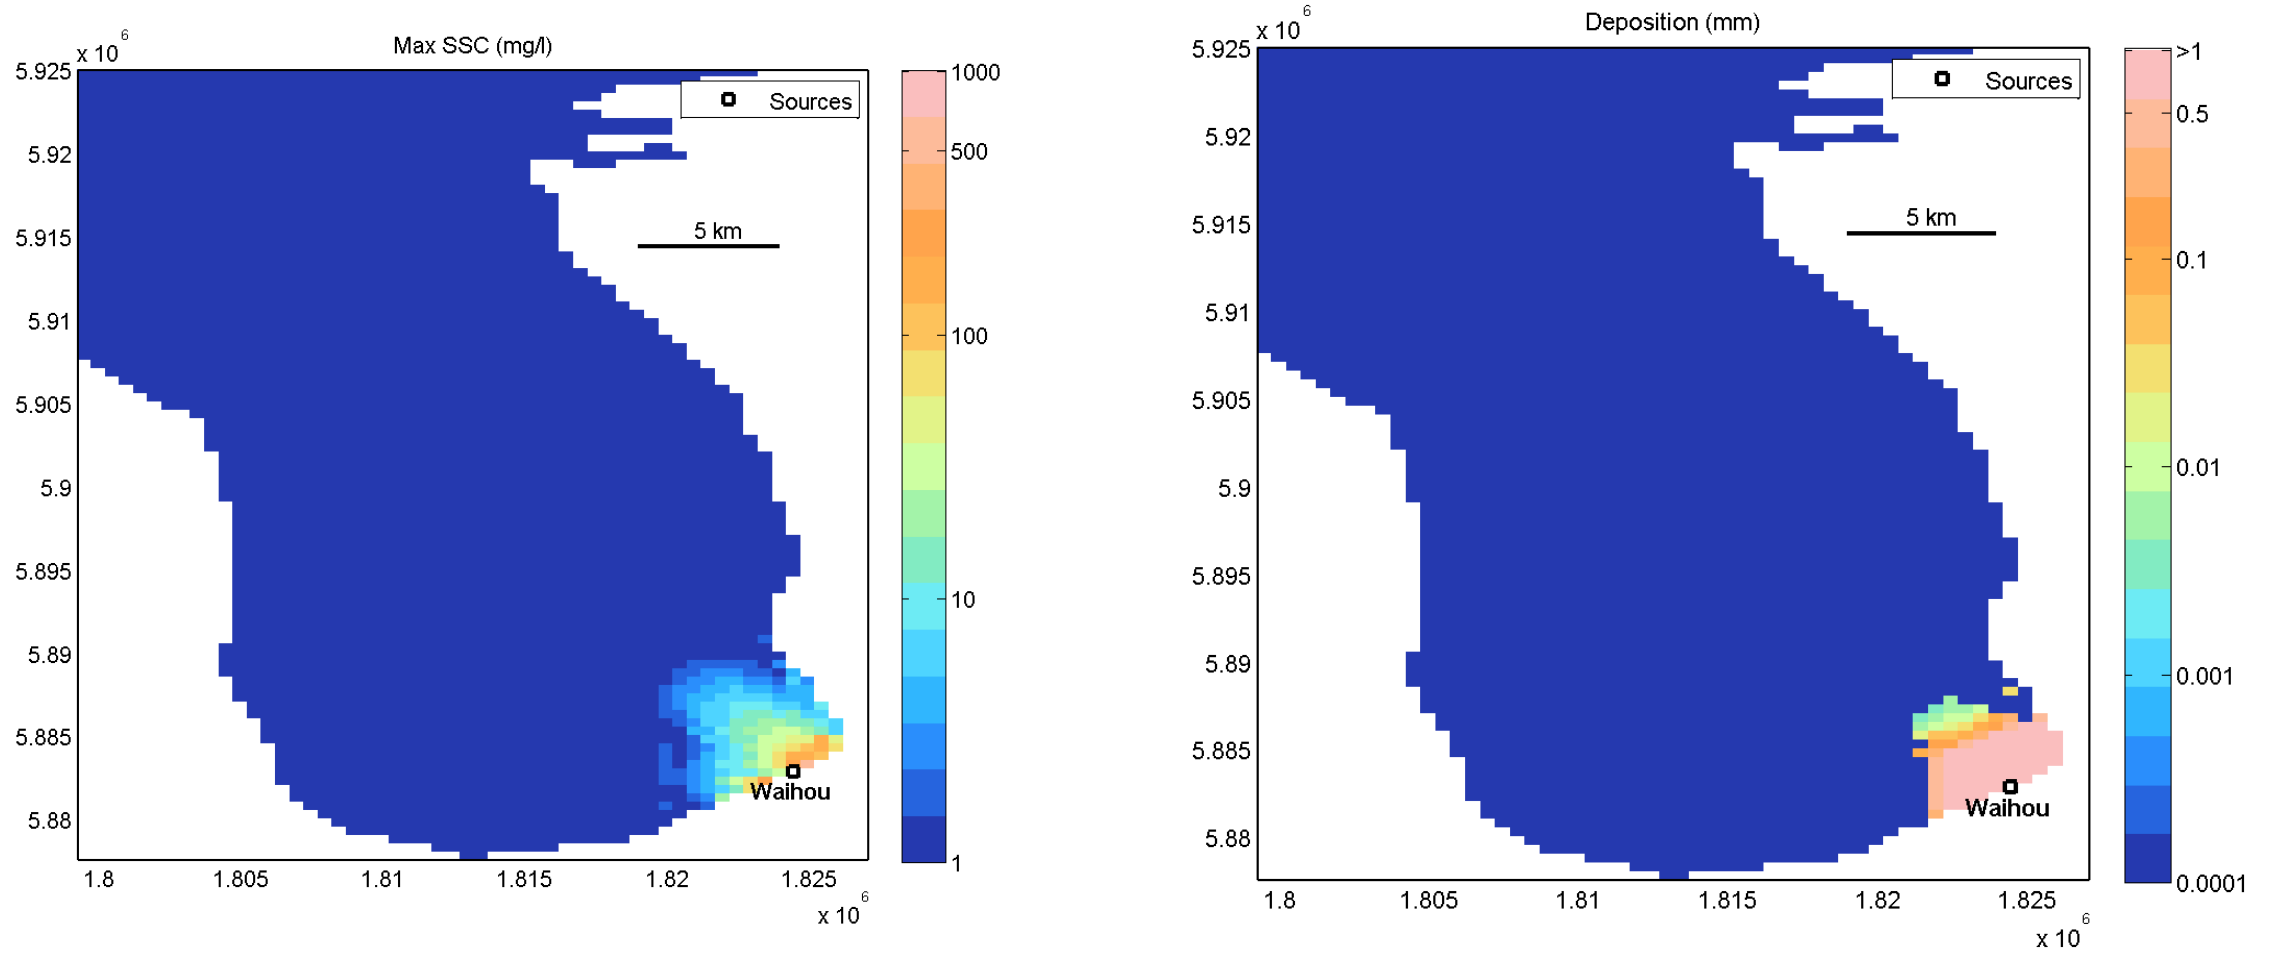 Max SSC (mg/l)
x 10 6
5.925
5.92
5.915
5.91
5.905
5.9
5.895
5.89
5.885
5.88
1.8 1.805 1.81 1.815 1.82 1.825
x 10 6
Sources
5 km
Waihou
1000
500
100
10
1
Deposition (mm)
x 10 6
5.925
5.92
5.915
5.91
5.905
5.9
5.895
5.89
5.885
5.88
1.8 1.805 1.81 1.815 1.82 1.825
x 10 6
Sources
5 km
Waihou
>1
0.5
0.1
0.01
0.001
0.0001